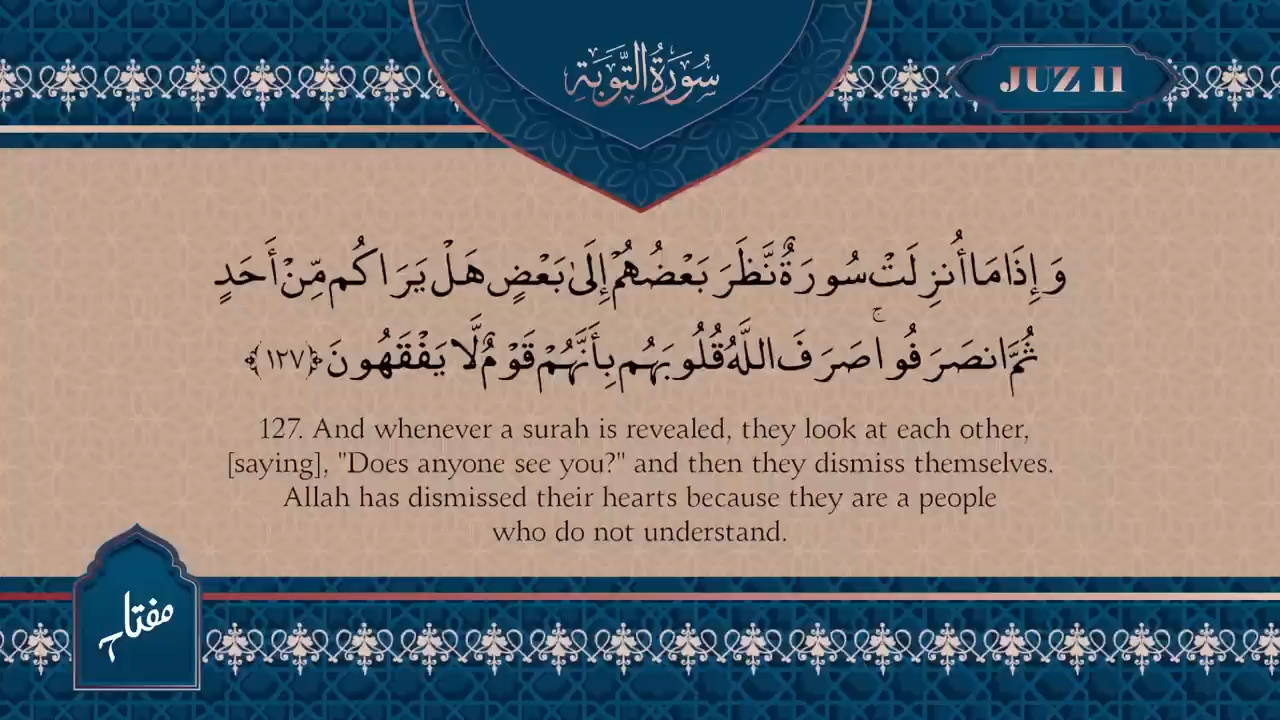 سُورَةُ التَّوْبَةِ
JUZ 11
وَإِذَا مَا أُنزِلَتْ سُورَةٌ نَّظَرَ بَعْضُهُمْ إِلَىٰ بَعْضٍ هَلْ يَرَاكُم مِّنْ أَحَدٍ
ثُمَّ انصَرَفُوا ۚ صَرَفَ اللَّهُ قُلُوبَهُم بِأَنَّهُمْ قَوْمٌ لَّا يَفْقَهُونَ ﴿١٢٧﴾
127. And whenever a surah is revealed, they look at each other,
[saying], "Does anyone see you?" and then they dismiss themselves.
Allah has dismissed their hearts because they are a people
who do not understand.
مفتاح